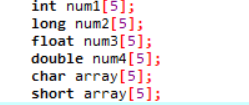 int num1[5];
long num2[5];
float num3[5];
double num4[5];
char array[5];
short array[5];